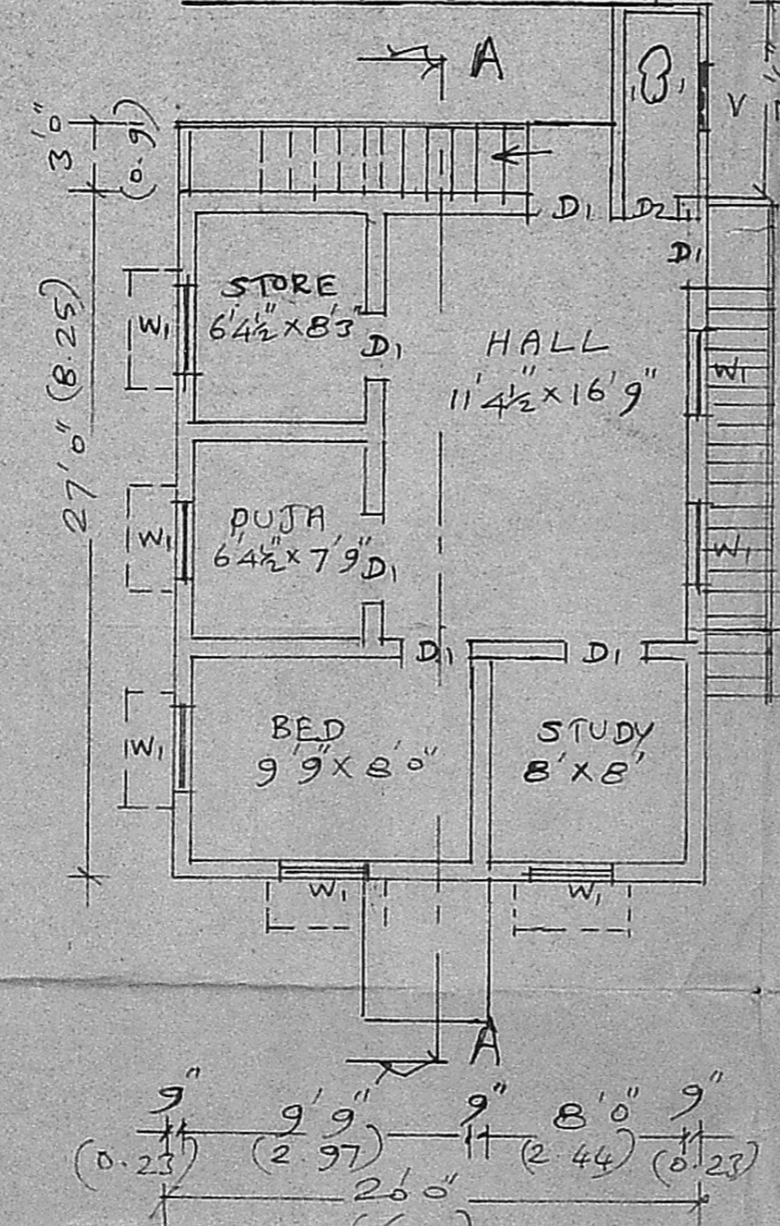 A
V
3'0"
(0.91)
D1
D2
D1
27'0" (8.25)
STORE
6'4½" x 8'3"
W1
D1
HALL
11'4½" x 16'9"
W1
PUJA
6'4½" x 7'9"
W1
D1
W1
D1
D1
BED
9'9" x 8'0"
W1
STUDY
8' x 8'
W1
W1
A
9"
9'9"
9"
8'0"
9"
(0.23)
(2.97)
(2.44)
(0.23)
20'0"